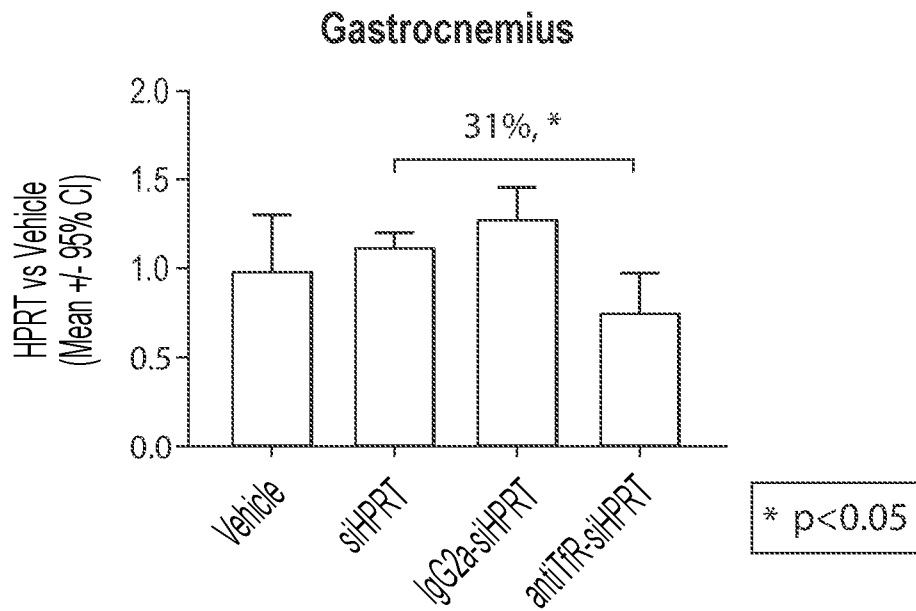 Gastrocnemius
HPRT vs Vehicle
(Mean +/- 95% CI)
2.0
1.5
1.0
0.5
0.0
31%, *
Vehicle
siHPRT
IgG2a-siHPRT
antiTfR-siHPRT
* p<0.05